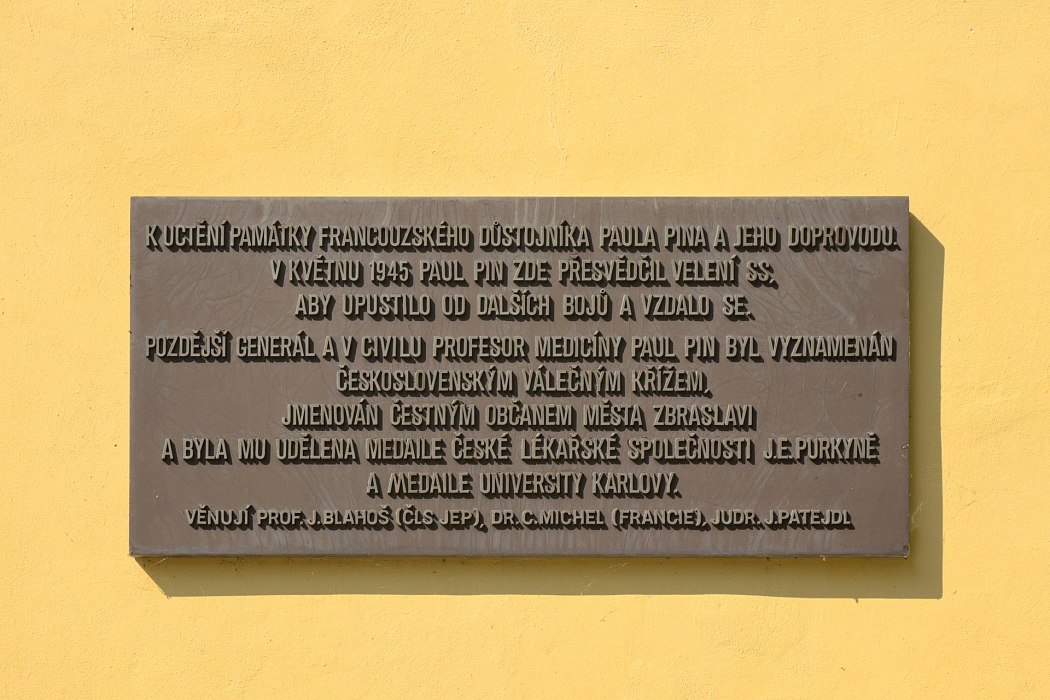 K UCTĚNÍ PAMÁTKY FRANCOUZSKÉHO DŮSTOJNÍKA PAULA PINA A JEHO DOPROVODU.
V KVĚTNU 1945 PAUL PIN ZDE PŘESVĚDČIL VELENÍ SS,
ABY UPUSTILO OD DALŠÍCH BOJŮ A VZDALO SE.
POZDĚJŠÍ GENERÁL A V CIVILU PROFESOR MEDICÍNY PAUL PIN BYL VYZNAMENÁN
ČESKOSLOVENSKÝM VÁLEČNÝM KŘÍŽEM,
JMENOVÁN ČESTNÝM OBČANEM MĚSTA ZBRASLAVI
A BYLA MU UDĚLENA MEDAILE ČESKÉ LÉKAŘSKÉ SPOLEČNOSTI J.E.PURKYNĚ
A MEDAILE UNIVERSITY KARLOVY.
VĚNUJÍ PROF. J.BLAHOŠ (ČLS JEP), DR. C.MICHEL (FRANCIE), JUDR. J.PATEJDL